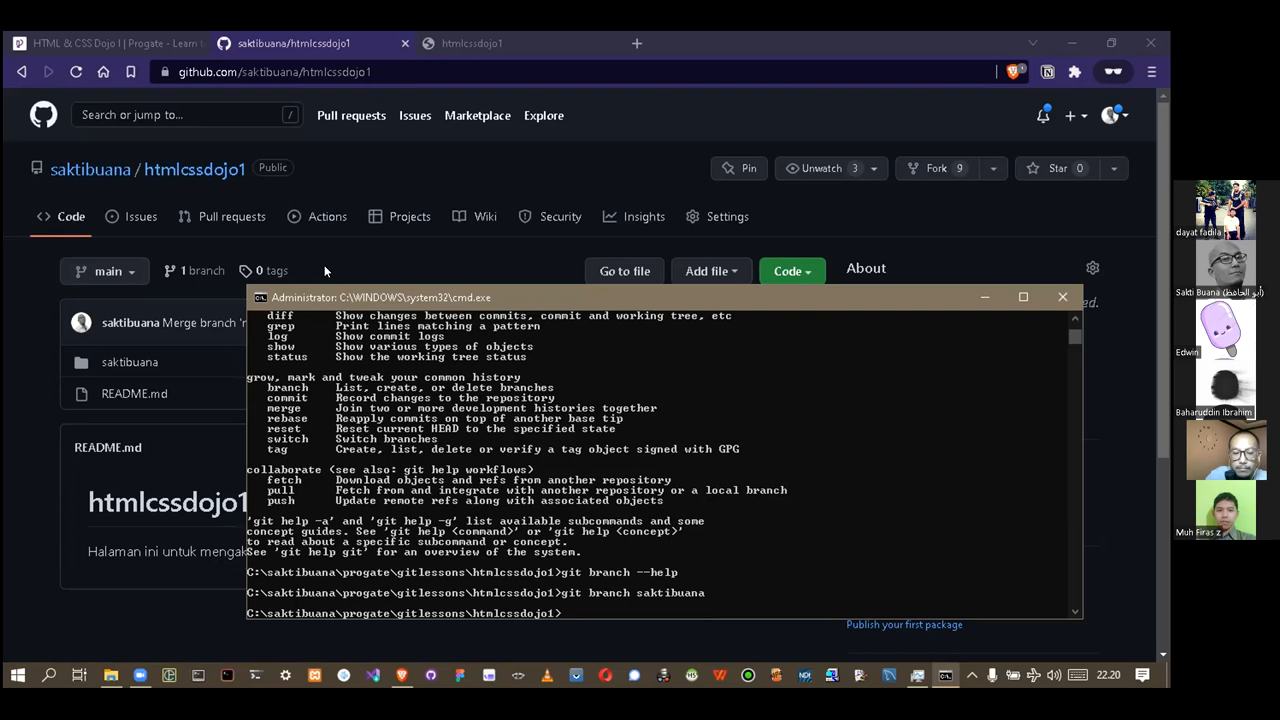 HTML & CSS Dojo I | Progate - Learn t
saktibuana/htmlcssdojo1
htmlcssdojo1
github.com/saktibuana/htmlcssdojo1
Search or jump to...
/
Pull requests
Issues
Marketplace
Explore
saktibuana / htmlcssdojo1
Public
Pin
Unwatch 3
Fork 9
Star 0
Code
Issues
Pull requests
Actions
Projects
Wiki
Security
Insights
Settings
main
1 branch
0 tags
Go to file
Add file
Code
About
saktibuana Merge branch
saktibuana
README.md
README.md
htmlcssdojo1
Halaman ini untuk mengak
Administrator: C:\WINDOWS\system32\cmd.exe
diff Show changes between commits, commit and working tree, etc
grep Print lines matching a pattern
log Show commit logs
show Show various types of objects
status Show the working tree status
grow, mark and tweak your common history
branch List, create, or delete branches
commit Record changes to the repository
merge Join two or more development histories together
rebase Reapply commits on top of another base tip
reset Reset current HEAD to the specified state
switch Switch branches
tag Create, list, delete or verify a tag object signed with GPG
collaborate (see also: git help workflows)
fetch Download objects and refs from another repository
pull Fetch from and integrate with another repository or a local branch
push Update remote refs along with associated objects
'git help -a' and 'git help -g' list available subcommands and some
concept guides. See 'git help <command>' or 'git help <concept>'
to read about a specific subcommand or concept.
See 'git help git' for an overview of the system.
C:\saktibuana\progate\gitlessons\htmlcssdojo1>git branch --help
C:\saktibuana\progate\gitlessons\htmlcssdojo1>git branch saktibuana
C:\saktibuana\progate\gitlessons\htmlcssdojo1>
ed.
Publish your first package
22.20
dayat fadila
Sakti Buana (أبو الحافظ)
Edwin
Baharuddin Ibrahim
Muh Firas z